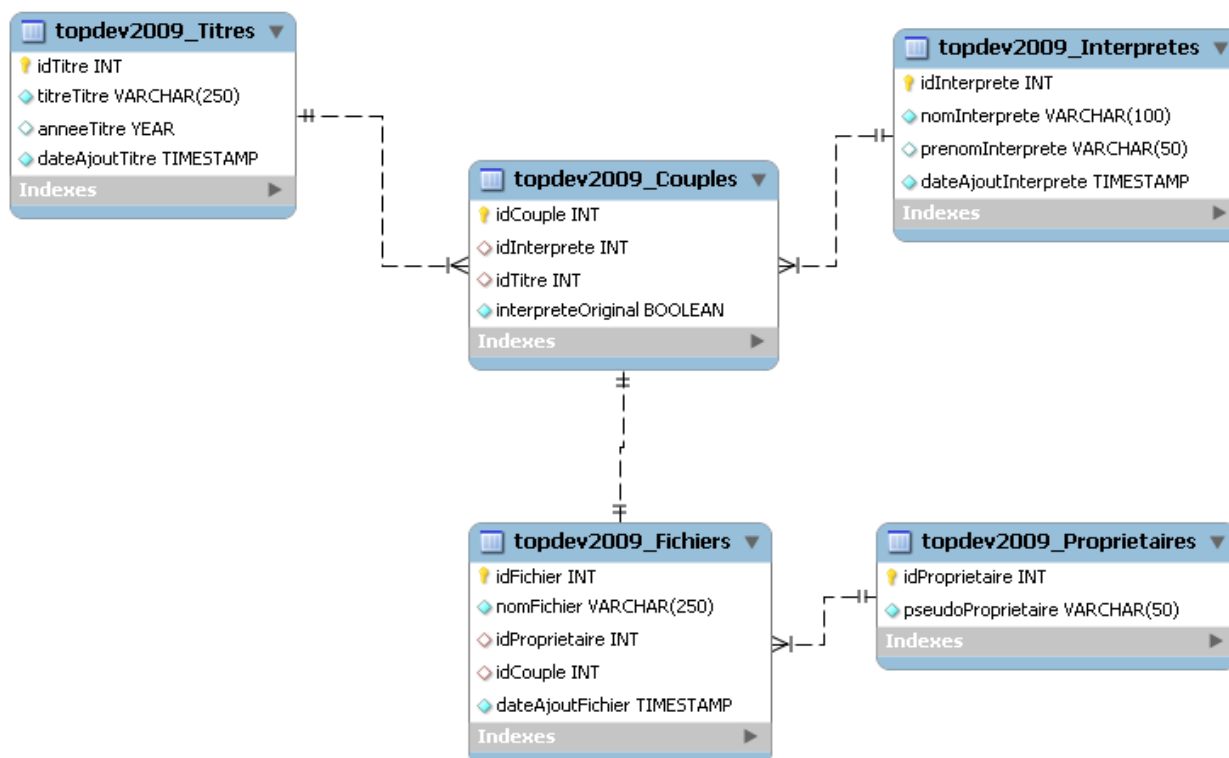 topdev2009_Titres
idTitre INT
titreTitre VARCHAR(250)
anneeTitre YEAR
dateAjoutTitre TIMESTAMP
Indexes
topdev2009_Interpretes
idInterprete INT
nomInterprete VARCHAR(100)
prenomInterprete VARCHAR(50)
dateAjoutInterprete TIMESTAMP
Indexes
topdev2009_Couples
idCouple INT
idInterprete INT
idTitre INT
interpreteOriginal BOOLEAN
Indexes
topdev2009_Fichiers
idFichier INT
nomFichier VARCHAR(250)
idProprietaire INT
idCouple INT
dateAjoutFichier TIMESTAMP
Indexes
topdev2009_Proprietaires
idProprietaire INT
pseudoProprietaire VARCHAR(50)
Indexes